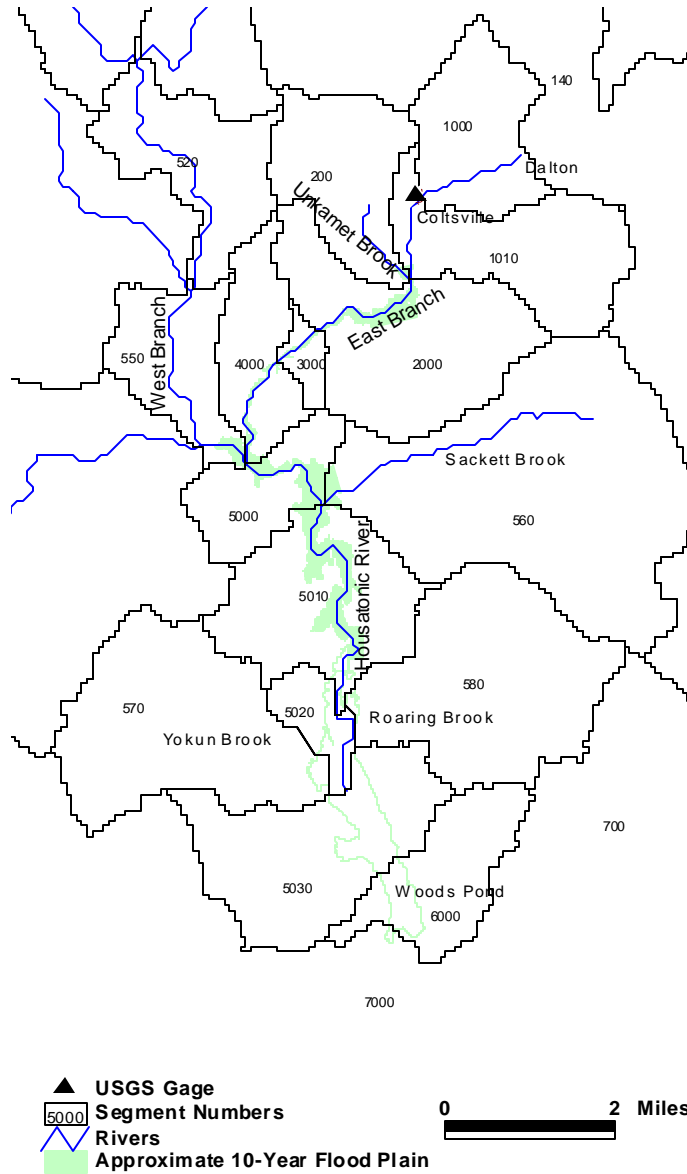 140
1000
520
Dalton
200
Unkamet Brook
Coltsville
1010
East Branch
West Branch
550
4000
3000
2000
Sackett Brook
5000
560
Housatonic River
5010
580
570
5020
Roaring Brook
Yokun Brook
700
5030
Woods Pond
6000
7000
USGS Gage
5000 Segment Numbers
Rivers
Approximate 10-Year Flood Plain
0 2 Miles